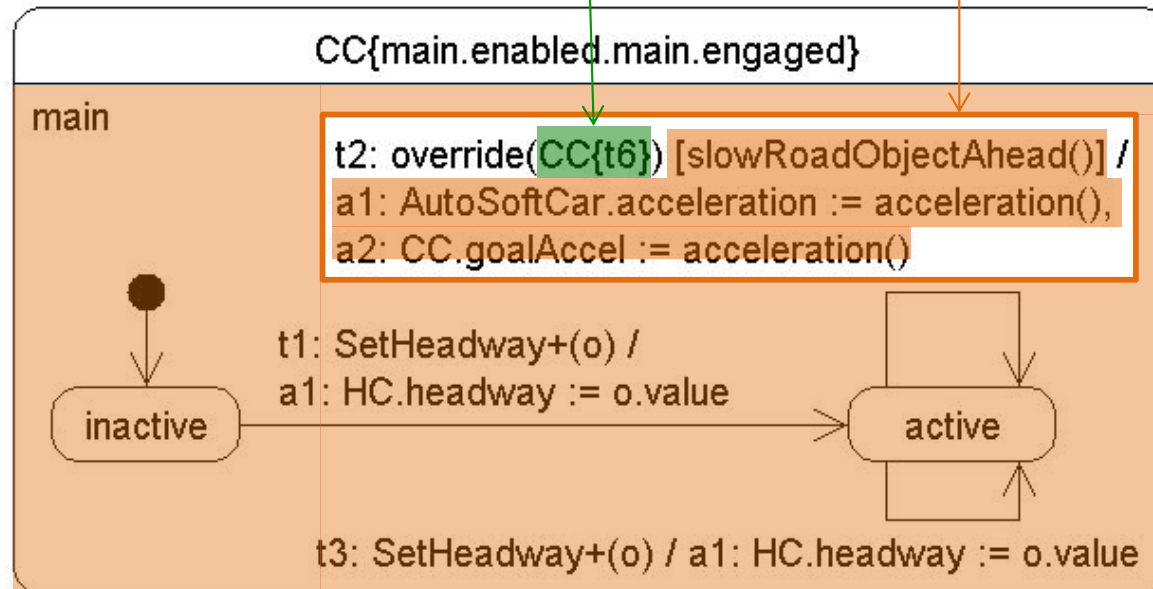 CC{main.enabled.main.engaged}
main
t2: override(CC{t6}) [slowRoadObjectAhead()] /
a1: AutoSoftCar.acceleration := acceleration(),
a2: CC.goalAccel := acceleration()
t1: SetHeadway+(o) /
a1: HC.headway := o.value
inactive
active
t3: SetHeadway+(o) / a1: HC.headway := o.value